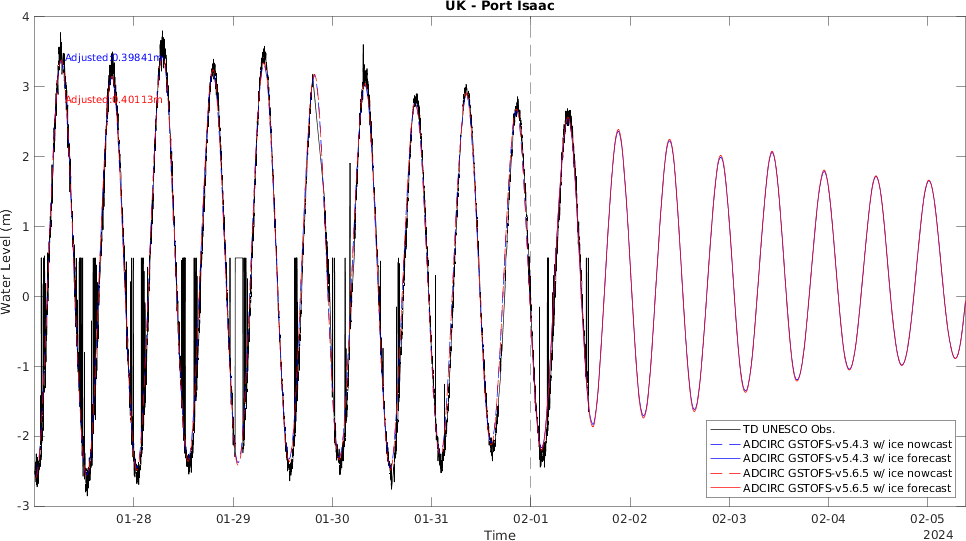 UK - Port Isaac
4
3
2
1
0
-1
-2
-3
Water Level (m)
Adjusted:0.39841m
Adjusted:0.40113m
TD UNESCO Obs.
ADCIRC GSTOFS-v5.4.3 w/ ice nowcast
ADCIRC GSTOFS-v5.4.3 w/ ice forecast
ADCIRC GSTOFS-v5.6.5 w/ ice nowcast
ADCIRC GSTOFS-v5.6.5 w/ ice forecast
01-28 01-29 01-30 01-31 02-01 02-02 02-03 02-04 02-05
Time
2024